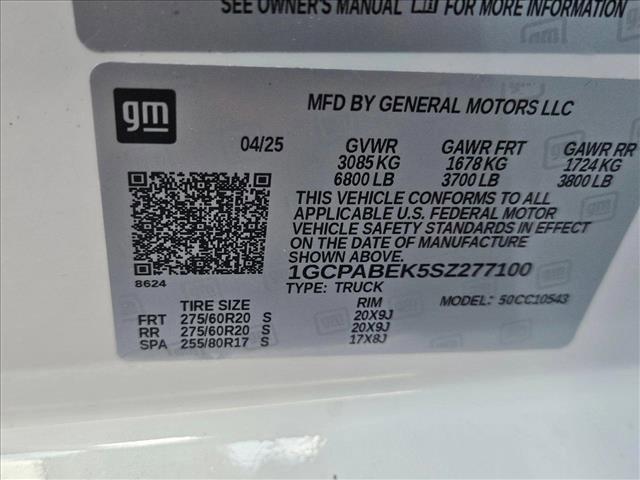 SEE OWNER'S MANUAL FOR MORE INFORMATION
gm
MFD BY GENERAL MOTORS LLC
04/25 GVWR GAWR FRT GAWR RR
3085 KG 1678 KG 1724 KG
6800 LB 3700 LB 3800 LB
THIS VEHICLE CONFORMS TO ALL
APPLICABLE U.S. FEDERAL MOTOR
VEHICLE SAFETY STANDARDS IN EFFECT
ON THE DATE OF MANUFACTURE SHOWN ABOVE.
1GCPABEK5SZ277100
8624 TYPE: TRUCK MODEL: 50CC10543
TIRE SIZE RIM
FRT 275/60R20 S 20X9J
RR 275/60R20 S 20X9J
SPA 255/80R17 S 17X8J